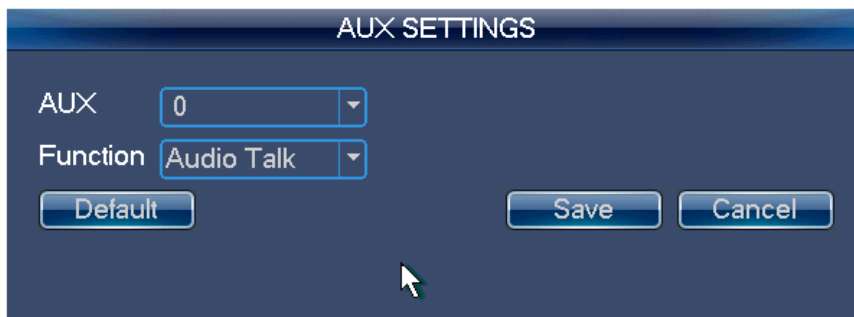 AUX SETTINGS
AUX 0
Function Audio Talk
Default Save Cancel